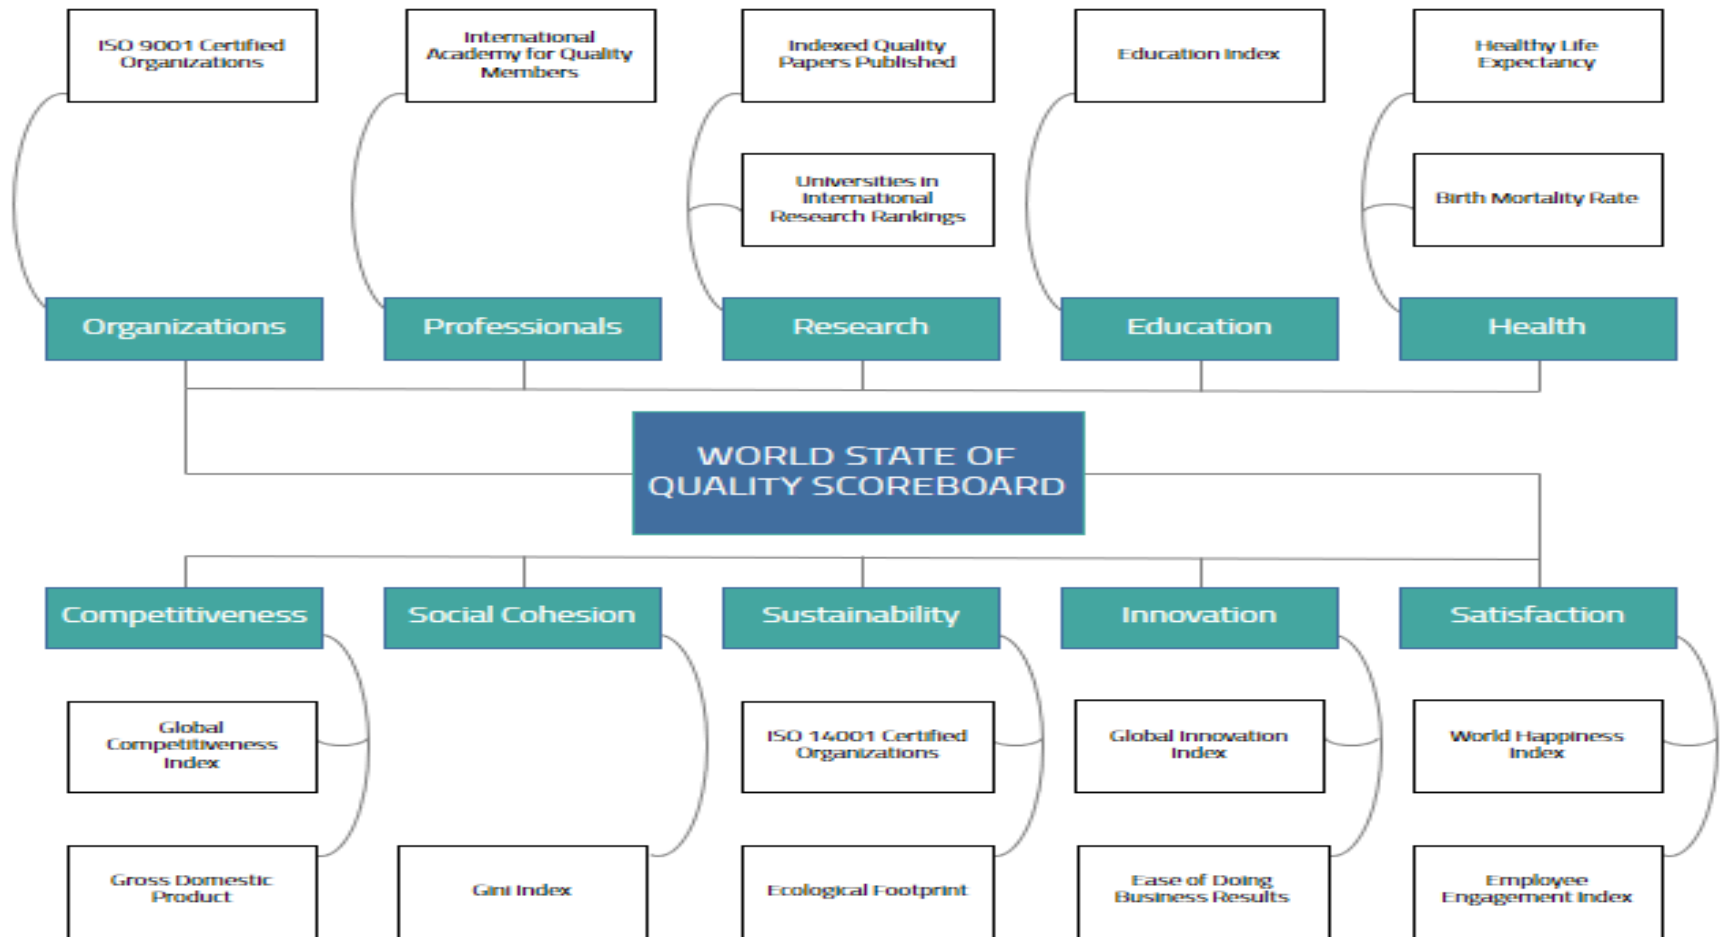 ISO 9001 Certified
Organizations
International
Academy for Quality
Members
Indexed Quality
Papers Published
Education Index
Healthy Life
Expectancy
Universities in
International
Research Rankings
Birth Mortality Rate
Organizations
Professionals
Research
Education
Health
WORLD STATE OF
QUALITY SCOREBOARD
Competitiveness
Social Cohesion
Sustainability
Innovation
Satisfaction
Global
Competitiveness
Index
ISO 14001 Certified
Organizations
Global Innovation
Index
World Happiness
Index
Gross Domestic
Product
Gini Index
Ecological Footprint
Ease of Doing
Business Results
Employee
Engagement Index